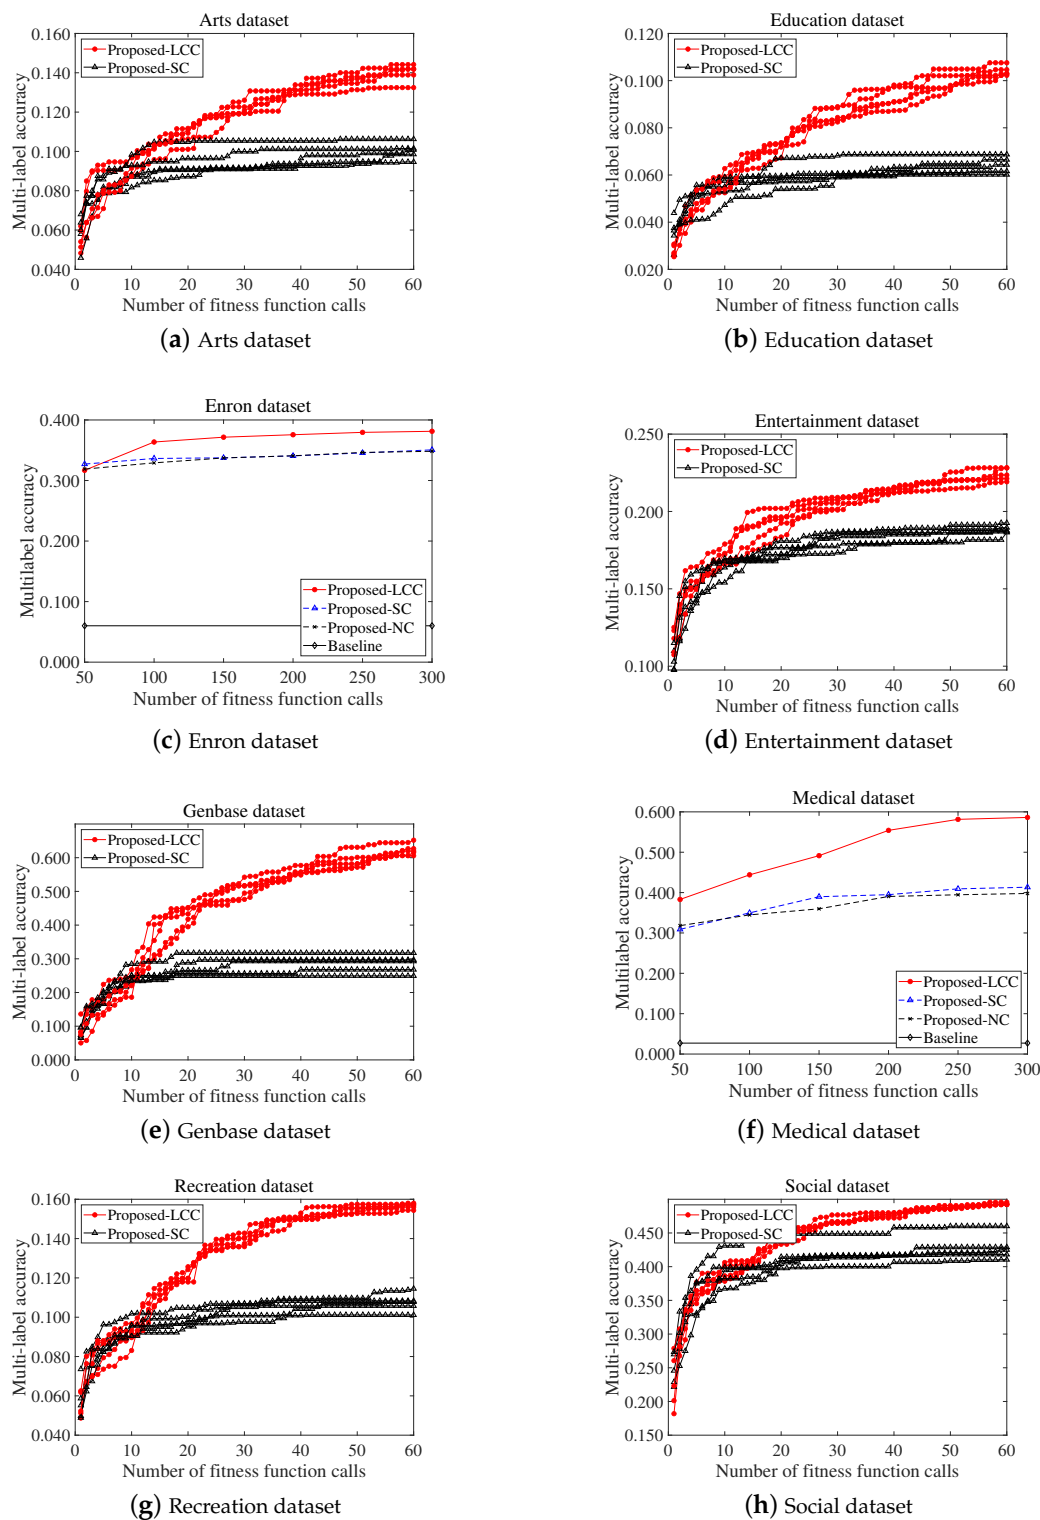 Arts dataset
0.160
0.140
0.120
0.100
0.080
0.060
0.040
Multi-label accuracy
Proposed-LCC
Proposed-SC
0 10 20 30 40 50 60
Number of fitness function calls
(a) Arts dataset
Education dataset
0.120
0.100
0.080
0.060
0.040
0.020
Multi-label accuracy
Proposed-LCC
Proposed-SC
0 10 20 30 40 50 60
Number of fitness function calls
(b) Education dataset
Enron dataset
0.400
0.300
0.200
0.100
0.000
Multilabel accuracy
Proposed-LCC
Proposed-SC
Proposed-NC
Baseline
50 100 150 200 250 300
Number of fitness function calls
(c) Enron dataset
Entertainment dataset
0.250
0.200
0.150
0.100
Multi-label accuracy
Proposed-LCC
Proposed-SC
0 10 20 30 40 50 60
Number of fitness function calls
(d) Entertainment dataset
Genbase dataset
0.600
0.500
0.400
0.300
0.200
0.100
0.000
Multi-label accuracy
Proposed-LCC
Proposed-SC
0 10 20 30 40 50 60
Number of fitness function calls
(e) Genbase dataset
Medical dataset
0.600
0.500
0.400
0.300
0.200
0.100
0.000
Multilabel accuracy
Proposed-LCC
Proposed-SC
Proposed-NC
Baseline
50 100 150 200 250 300
Number of fitness function calls
(f) Medical dataset
Recreation dataset
0.160
0.140
0.120
0.100
0.080
0.060
0.040
Multi-label accuracy
Proposed-LCC
Proposed-SC
0 10 20 30 40 50 60
Number of fitness function calls
(g) Recreation dataset
Social dataset
0.450
0.400
0.350
0.300
0.250
0.200
0.150
Multi-label accuracy
Proposed-LCC
Proposed-SC
0 10 20 30 40 50 60
Number of fitness function calls
(h) Social dataset